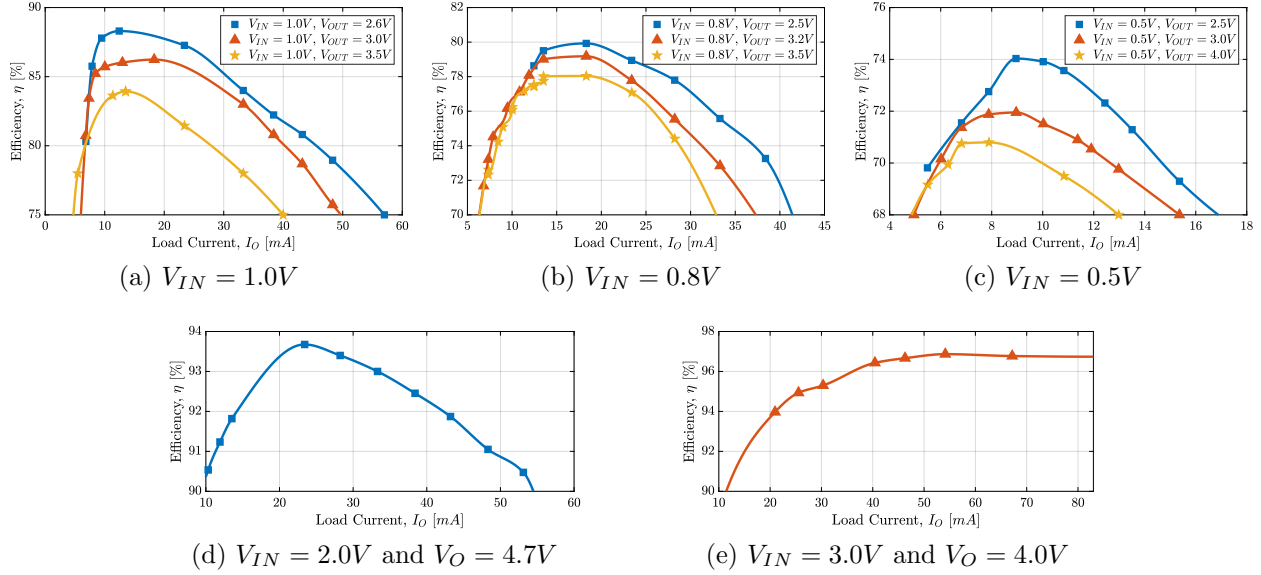 90
85
80
75
0
10
20
30
40
50
60
Efficiency, η [%]
Load Current, I_O [mA]
V_IN = 1.0V, V_OUT = 2.6V
V_IN = 1.0V, V_OUT = 3.0V
V_IN = 1.0V, V_OUT = 3.5V
(a) V_IN = 1.0V
82
80
78
76
74
72
70
5
10
15
20
25
30
35
40
45
Efficiency, η [%]
Load Current, I_O [mA]
V_IN = 0.8V, V_OUT = 2.5V
V_IN = 0.8V, V_OUT = 3.2V
V_IN = 0.8V, V_OUT = 3.5V
(b) V_IN = 0.8V
76
74
72
70
68
4
6
8
10
12
14
16
18
Efficiency, η [%]
Load Current, I_O [mA]
V_IN = 0.5V, V_OUT = 2.5V
V_IN = 0.5V, V_OUT = 3.0V
V_IN = 0.5V, V_OUT = 4.0V
(c) V_IN = 0.5V
94
93
92
91
90
10
20
30
40
50
60
Efficiency, η [%]
Load Current, I_O [mA]
(d) V_IN = 2.0V and V_O = 4.7V
98
96
94
92
90
10
20
30
40
50
60
70
80
Efficiency, η [%]
Load Current, I_O [mA]
(e) V_IN = 3.0V and V_O = 4.0V